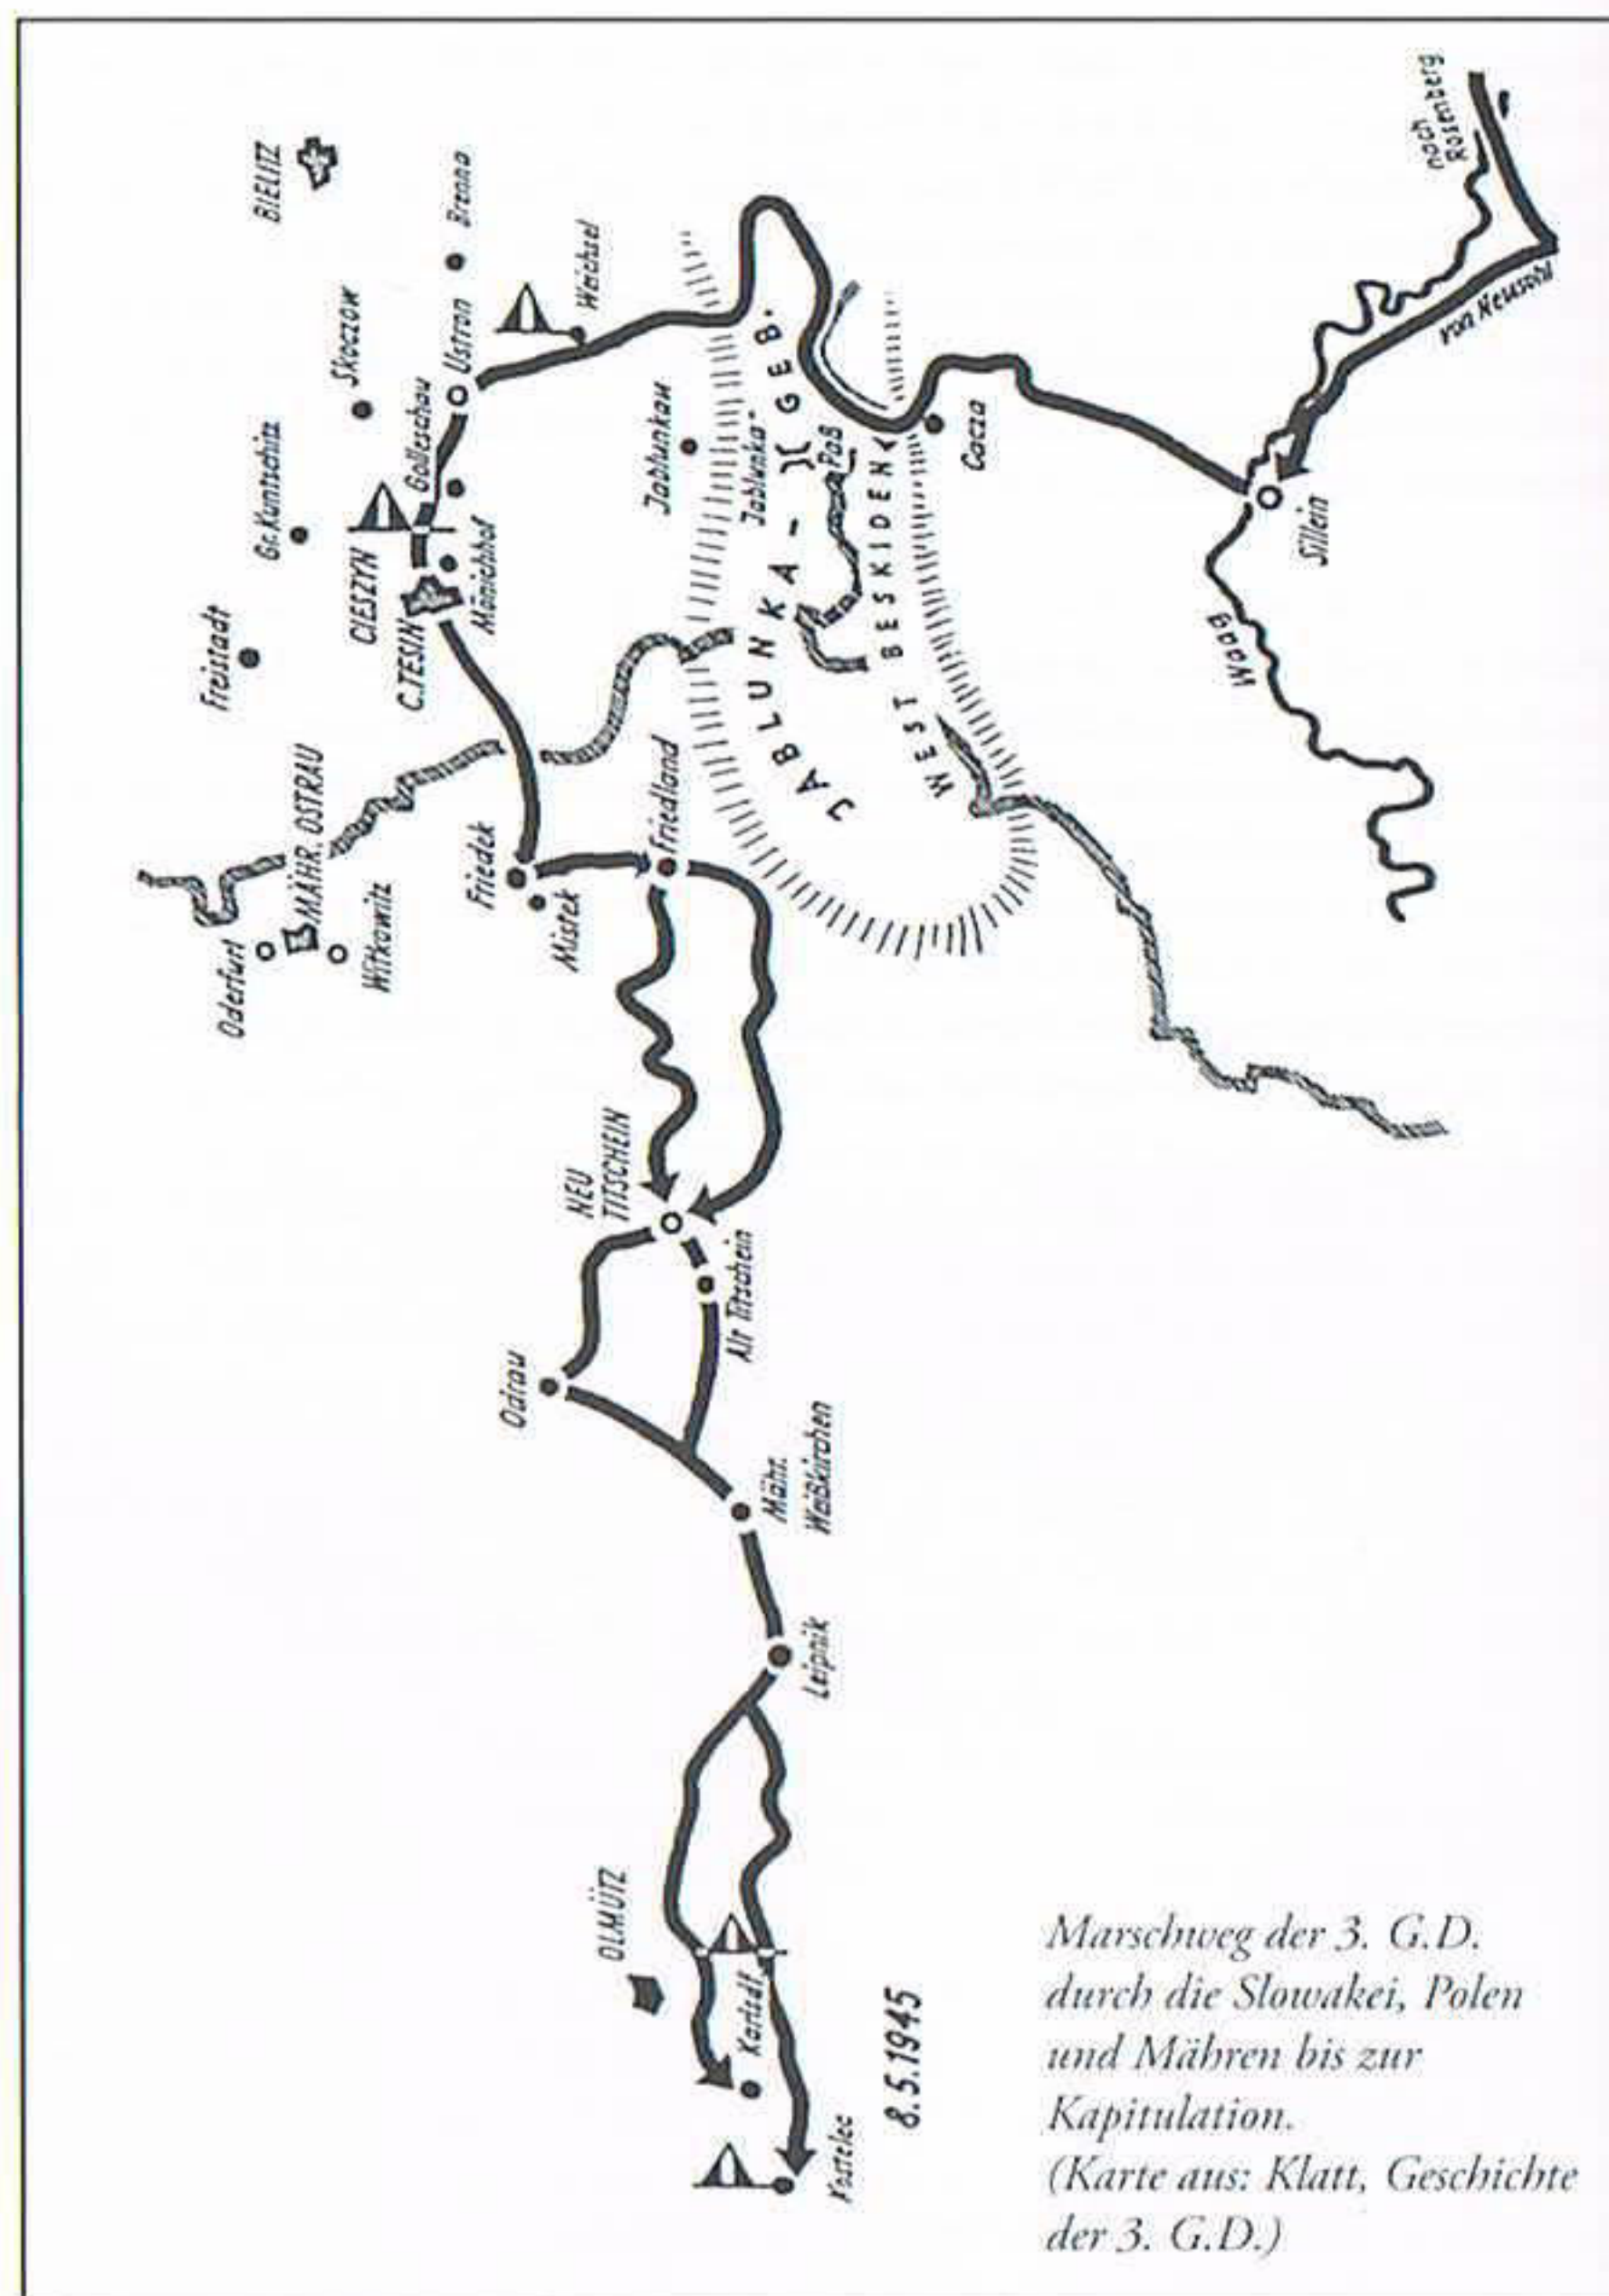 BIELITZ
Brenna
Skoczow
Ustron
Weichsel
Gr. Kuntschitz
Golleschau
Freistadt
CIESZYN
C.TESIN
Mönichhof
Jablunkau
Jablunka-
Paß
JABLUNKA - GEB.
WEST BESKIDEN
Cacza
Sillein
nach
Rosenberg
von Neusohl
Waag
MÄHR. OSTRAU
Oderfurt
Witkowitz
Friedek
Mistek
Friedland
NEU
TITSCHEIN
Alt Titschein
Odrau
Mähr.
Weißkirchen
Leipnik
OLMÜTZ
Kostelec
8.5.1945
Marschweg der 3. G.D.
durch die Slowakei, Polen
und Mähren bis zur
Kapitulation.
(Karte aus: Klatt, Geschichte
der 3. G.D.)